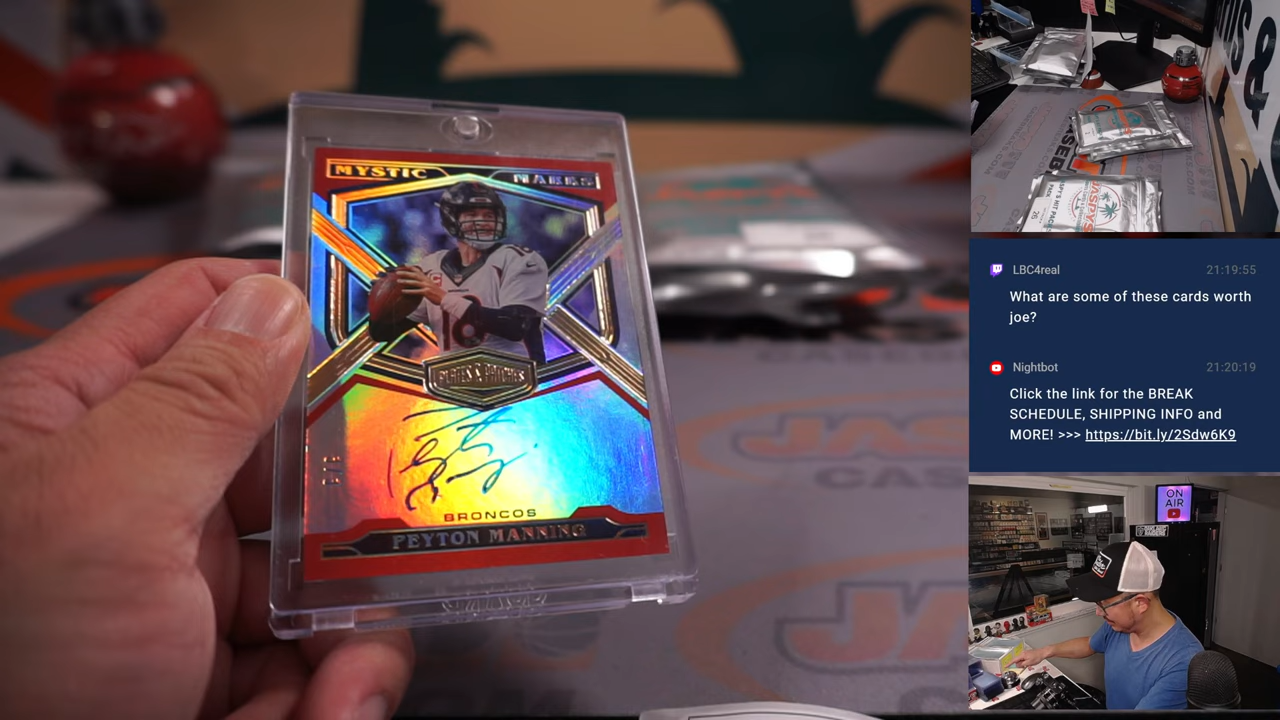 MYSTIC MARKS
18
PLATES & PATCHES
BRONCOS
PEYTON MANNING
LBC4real 21:19:55
What are some of these cards worth
joe?
Nightbot 21:20:19
Click the link for the BREAK
SCHEDULE, SHIPPING INFO and
MORE! >>> https://bit.ly/2Sdw6K9
ON
AIR